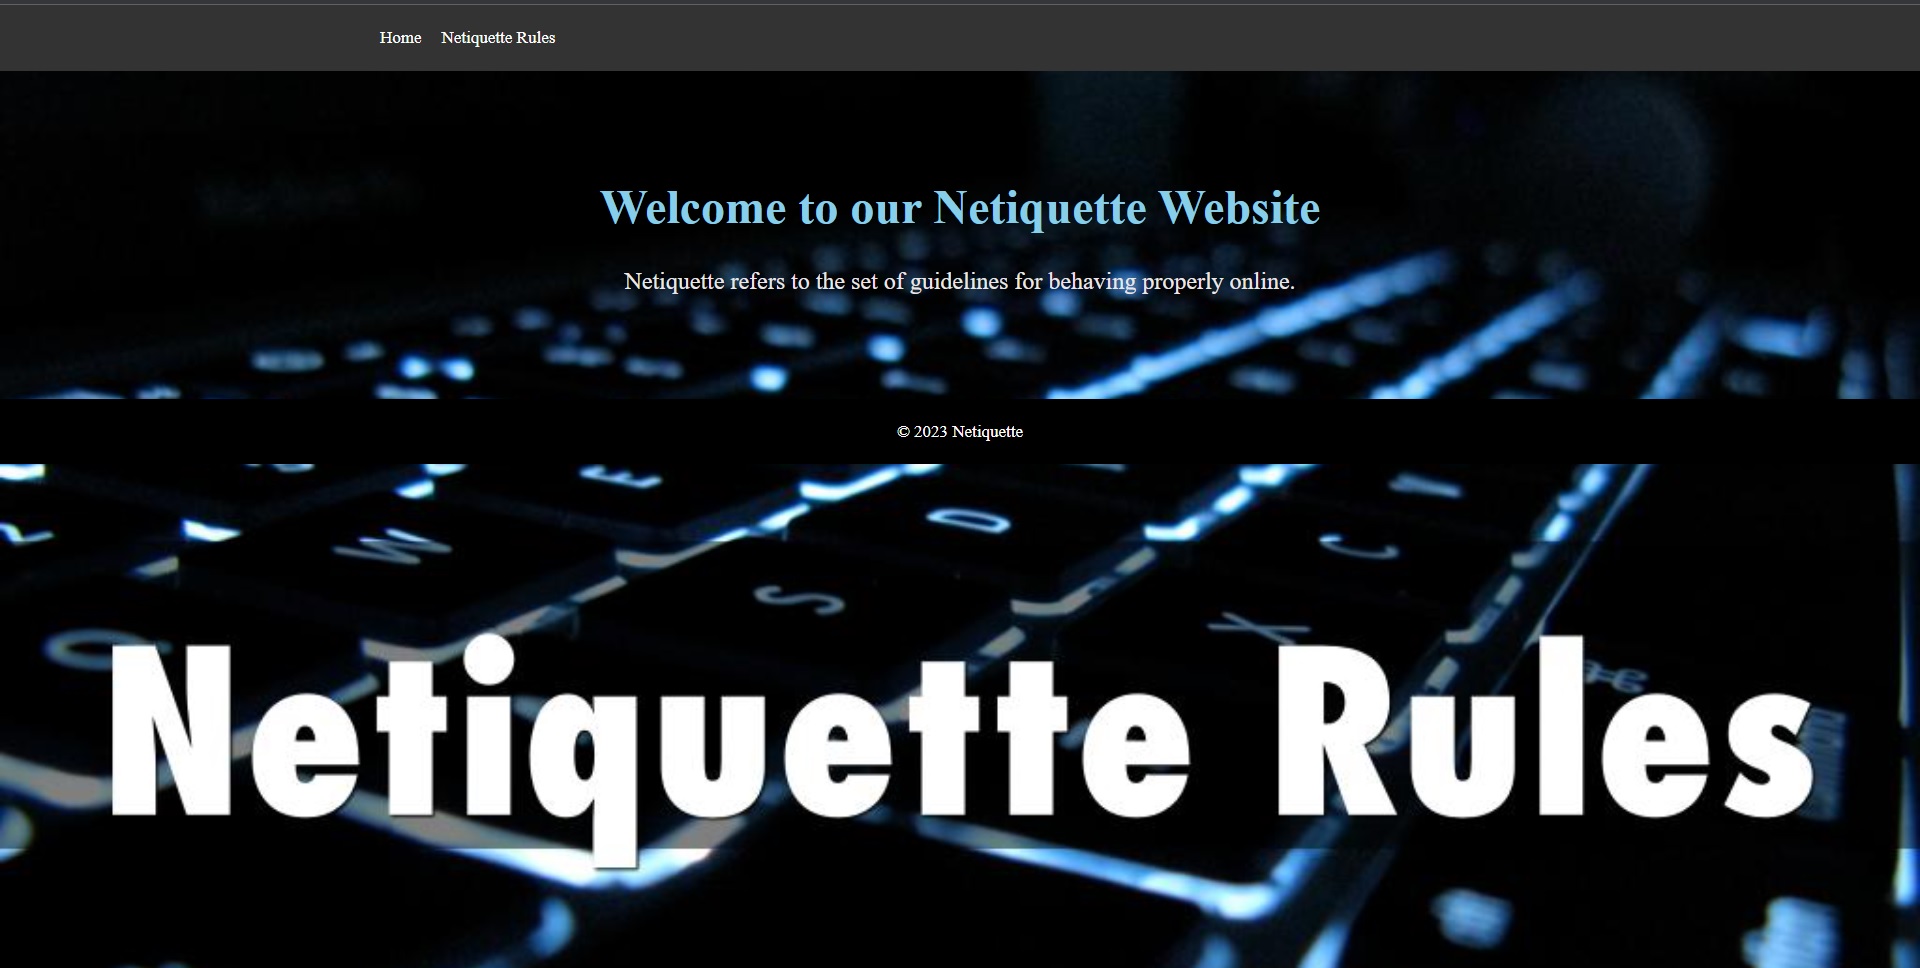 Home Netiquette Rules
Welcome to our Netiquette Website
Netiquette refers to the set of guidelines for behaving properly online.
© 2023 Netiquette
E
D
W
C
S
X
Netiquette Rules